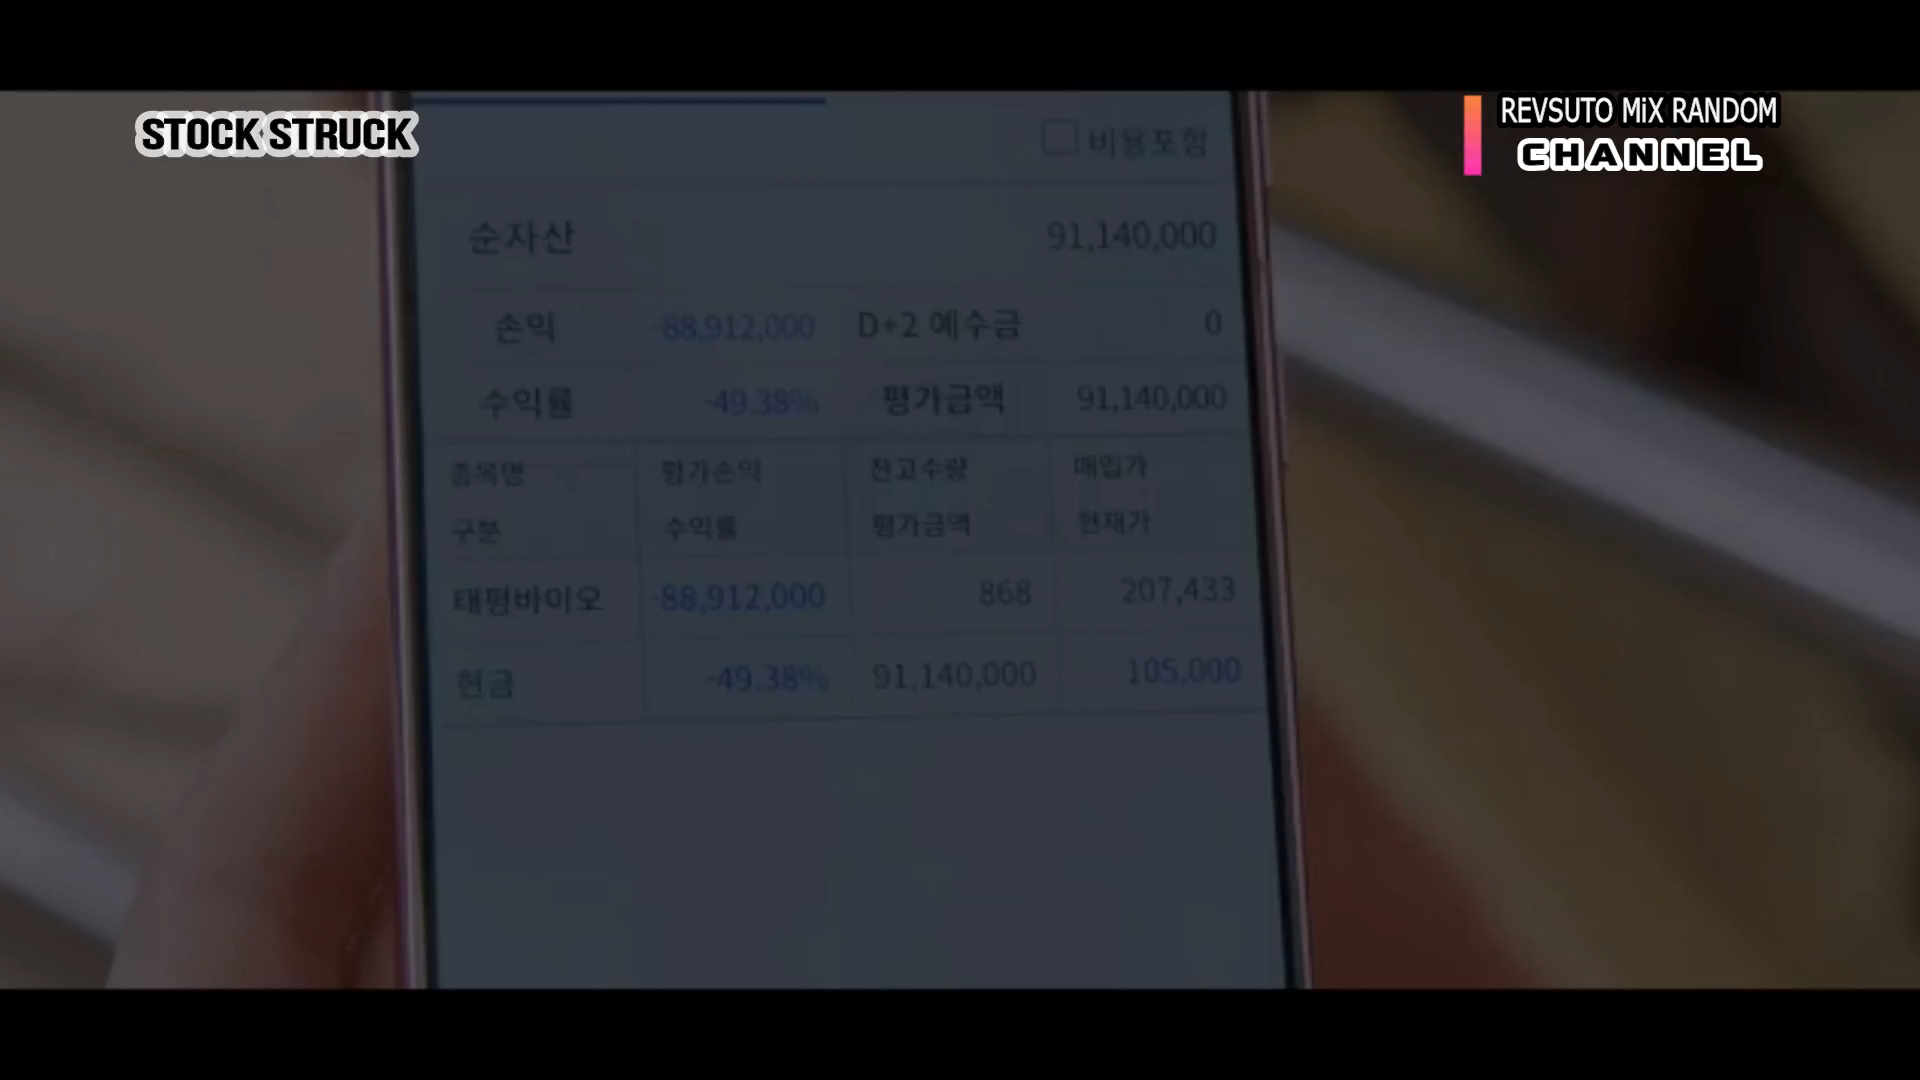 STOCK STRUCK
REVSUTO MiX RANDOM
CHANNEL
비용포함
순자산 91,140,000
손익 -88,912,000 D+2 예수금 0
수익률 -49.38% 평가금액 91,140,000
종목명 평가손익 잔고수량 매입가
구분 수익률 평가금액 현재가
태평바이오 -88,912,000 868 207,433
현금 -49.38% 91,140,000 105,000